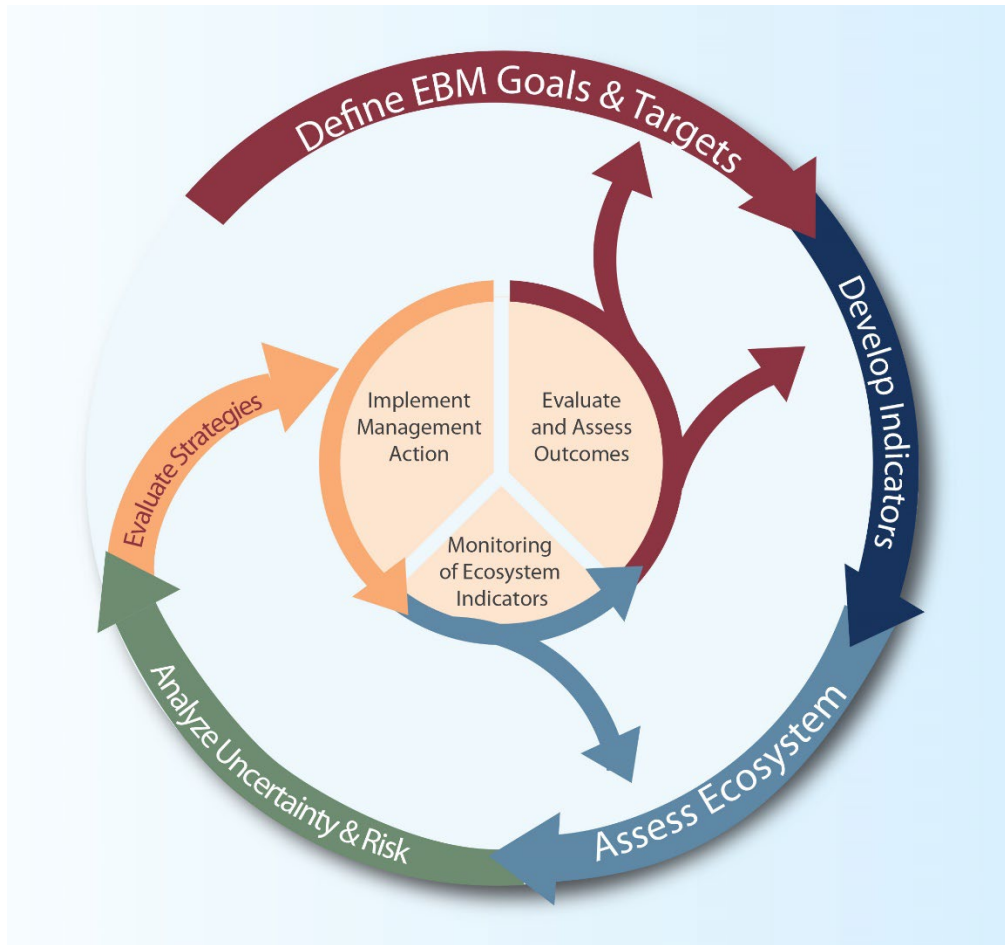 Define EBM Goals & Targets
Develop Indicators
Assess Ecosystem
Analyze Uncertainty & Risk
Evaluate Strategies
Implement
Management
Action
Evaluate
and Assess
Outcomes
Monitoring
of Ecosystem
Indicators